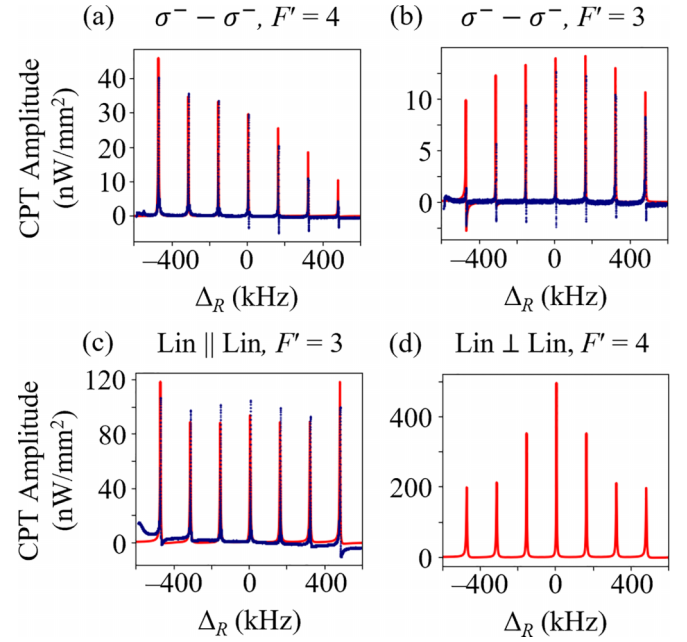 (a) σ⁻ − σ⁻, F′ = 4
(b) σ⁻ − σ⁻, F′ = 3
CPT Amplitude
(nW/mm²)
40
30
20
10
0
10
5
0
−400 0 400
−400 0 400
Δ_R (kHz)
Δ_R (kHz)
(c) Lin ∥ Lin, F′ = 3
(d) Lin ⊥ Lin, F′ = 4
CPT Amplitude
(nW/mm²)
120
80
40
0
400
200
0
−400 0 400
−400 0 400
Δ_R (kHz)
Δ_R (kHz)